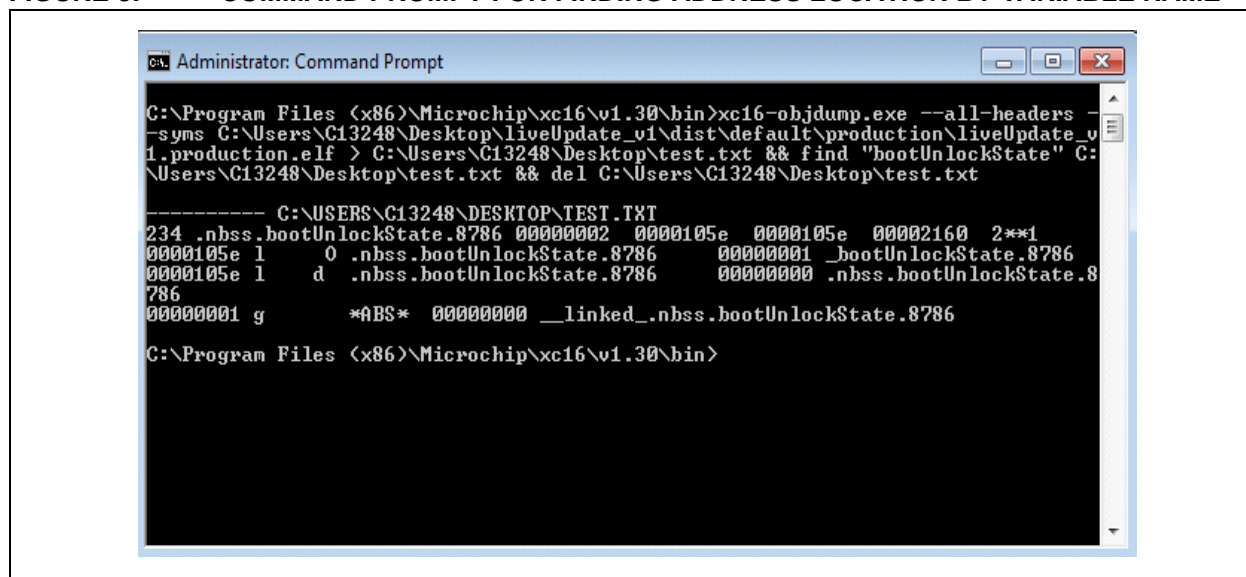 Administrator: Command Prompt
C:\Program Files (x86)\Microchip\xc16\v1.30\bin>xc16-objdump.exe --all-headers -
-syms C:\Users\C13248\Desktop\liveUpdate_v1\dist\default\production\liveUpdate_v
1.production.elf > C:\Users\C13248\Desktop\test.txt && find "bootUnlockState" C:
\Users\C13248\Desktop\test.txt && del C:\Users\C13248\Desktop\test.txt
---------- C:\USERS\C13248\DESKTOP\TEST.TXT
234 .nbss.bootUnlockState.8786 00000002  0000105e  0000105e  00002160  2**1
0000105e l     O .nbss.bootUnlockState.8786     00000001 _bootUnlockState.8786
0000105e l    d  .nbss.bootUnlockState.8786     00000000 .nbss.bootUnlockState.8
786
00000001 g       *ABS*  00000000 __linked_.nbss.bootUnlockState.8786
C:\Program Files (x86)\Microchip\xc16\v1.30\bin>